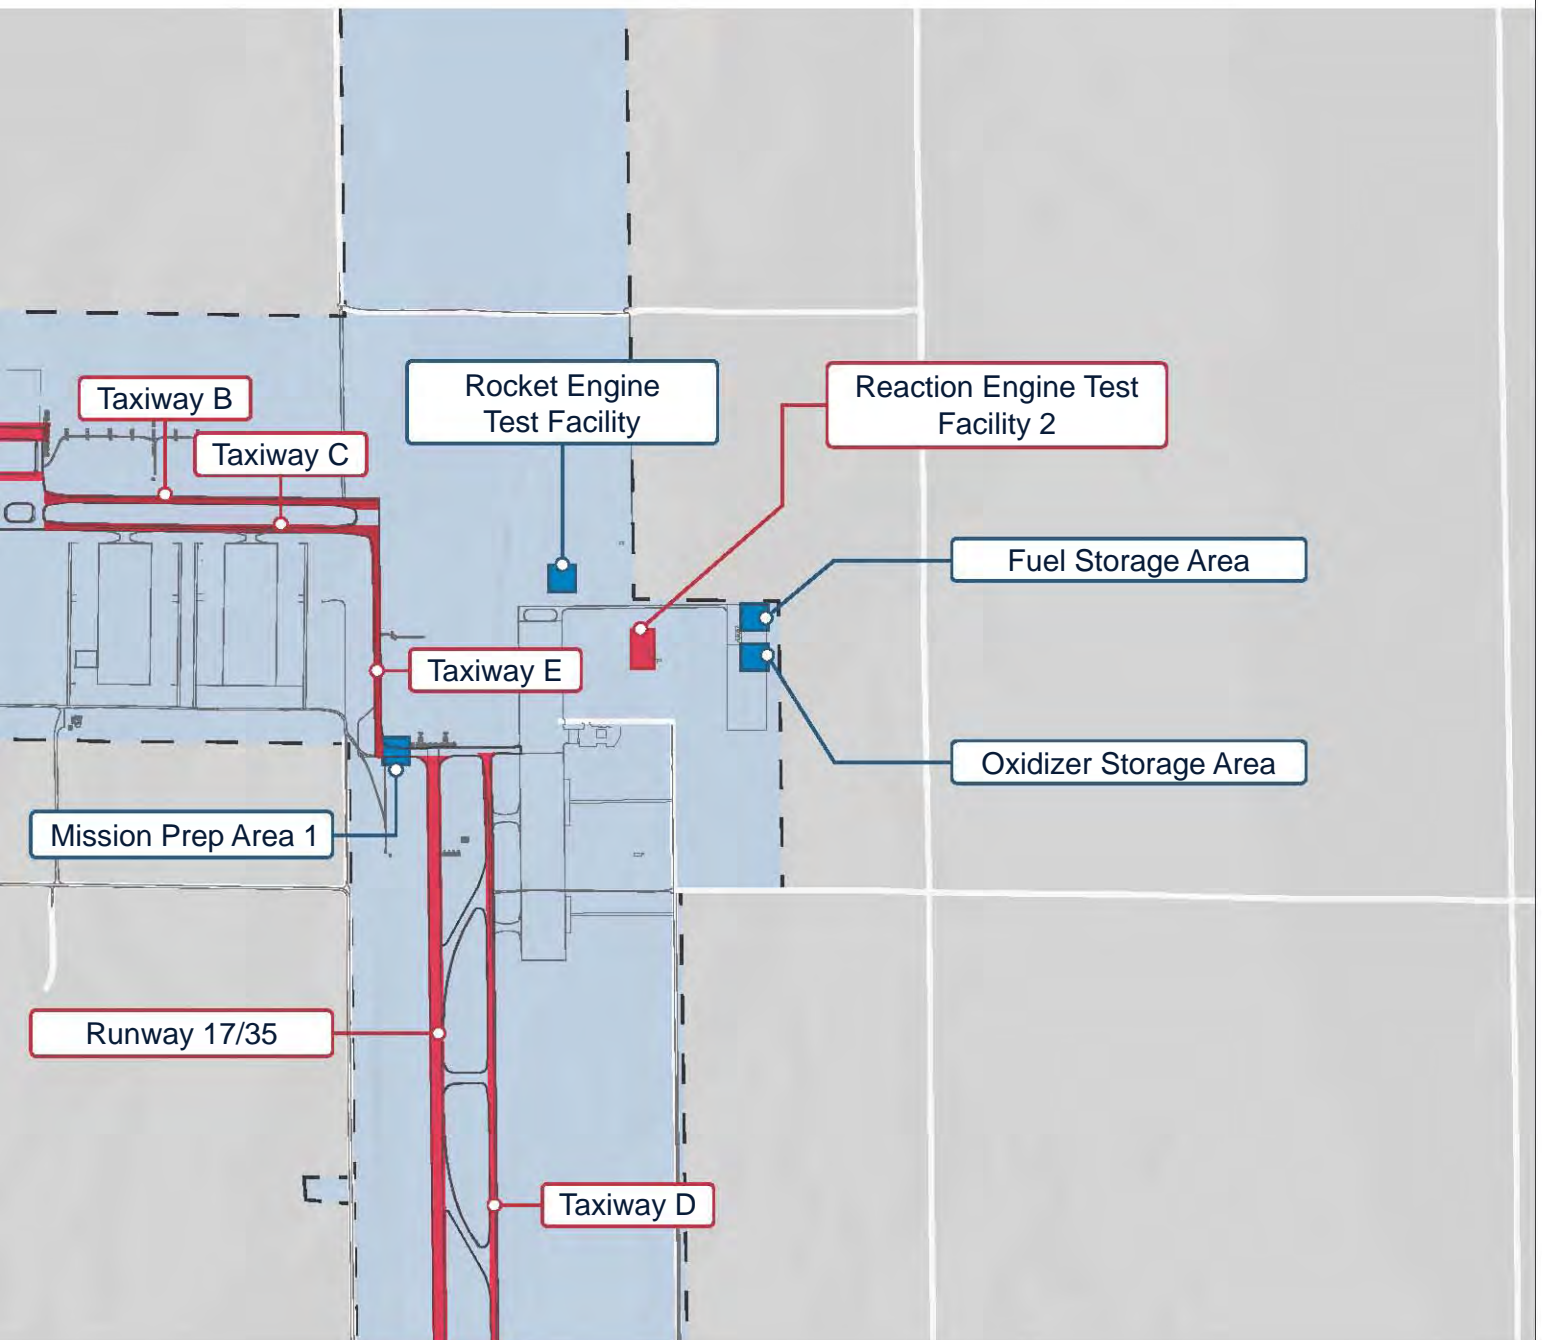 Rocket Engine
Test Facility
Reaction Engine Test
Facility 2
Taxiway B
Taxiway C
Fuel Storage Area
Taxiway E
Oxidizer Storage Area
Mission Prep Area 1
Runway 17/35
Taxiway D